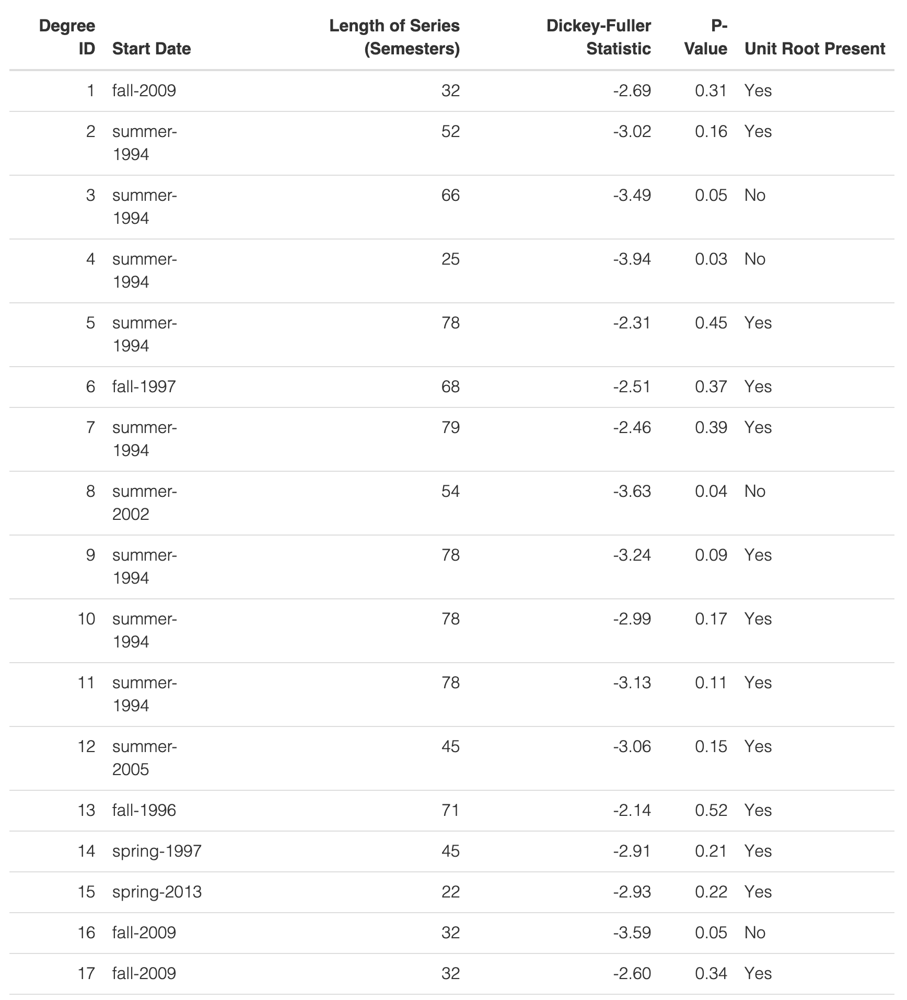 Degree ID Start Date Length of Series (Semesters) Dickey-Fuller Statistic P-Value Unit Root Present
1 fall-2009 32 -2.69 0.31 Yes
2 summer-1994 52 -3.02 0.16 Yes
3 summer-1994 66 -3.49 0.05 No
4 summer-1994 25 -3.94 0.03 No
5 summer-1994 78 -2.31 0.45 Yes
6 fall-1997 68 -2.51 0.37 Yes
7 summer-1994 79 -2.46 0.39 Yes
8 summer-2002 54 -3.63 0.04 No
9 summer-1994 78 -3.24 0.09 Yes
10 summer-1994 78 -2.99 0.17 Yes
11 summer-1994 78 -3.13 0.11 Yes
12 summer-2005 45 -3.06 0.15 Yes
13 fall-1996 71 -2.14 0.52 Yes
14 spring-1997 45 -2.91 0.21 Yes
15 spring-2013 22 -2.93 0.22 Yes
16 fall-2009 32 -3.59 0.05 No
17 fall-2009 32 -2.60 0.34 Yes